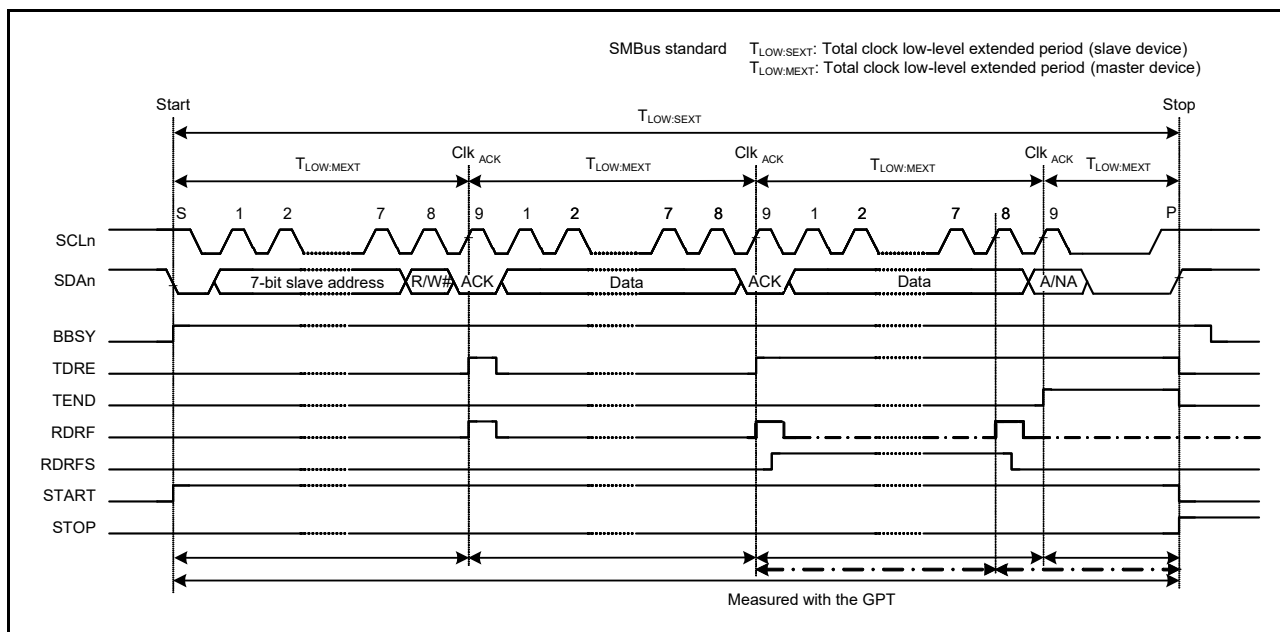 SMBus standard T_LOW:SEXT: Total clock low-level extended period (slave device)
T_LOW:MEXT: Total clock low-level extended period (master device)
Start Stop
T_LOW:SEXT
Clk ACK Clk ACK Clk ACK
T_LOW:MEXT T_LOW:MEXT T_LOW:MEXT T_LOW:MEXT
S 1 2 7 8 9 1 2 7 8 9 1 2 7 8 9 P
SCLn
SDAn 7-bit slave address R/W# ACK Data ACK Data A/NA
BBSY
TDRE
TEND
RDRF
RDRFS
START
STOP
Measured with the GPT